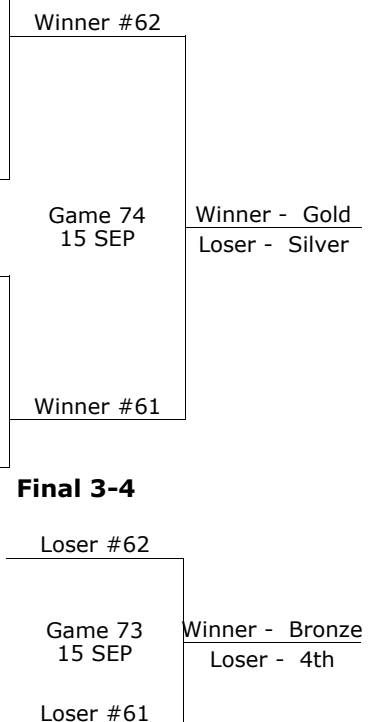 Winner #62
Game 74
15 SEP
Winner - Gold
Loser - Silver
Winner #61
Final 3-4
Loser #62
Game 73
15 SEP
Winner - Bronze
Loser - 4th
Loser #61